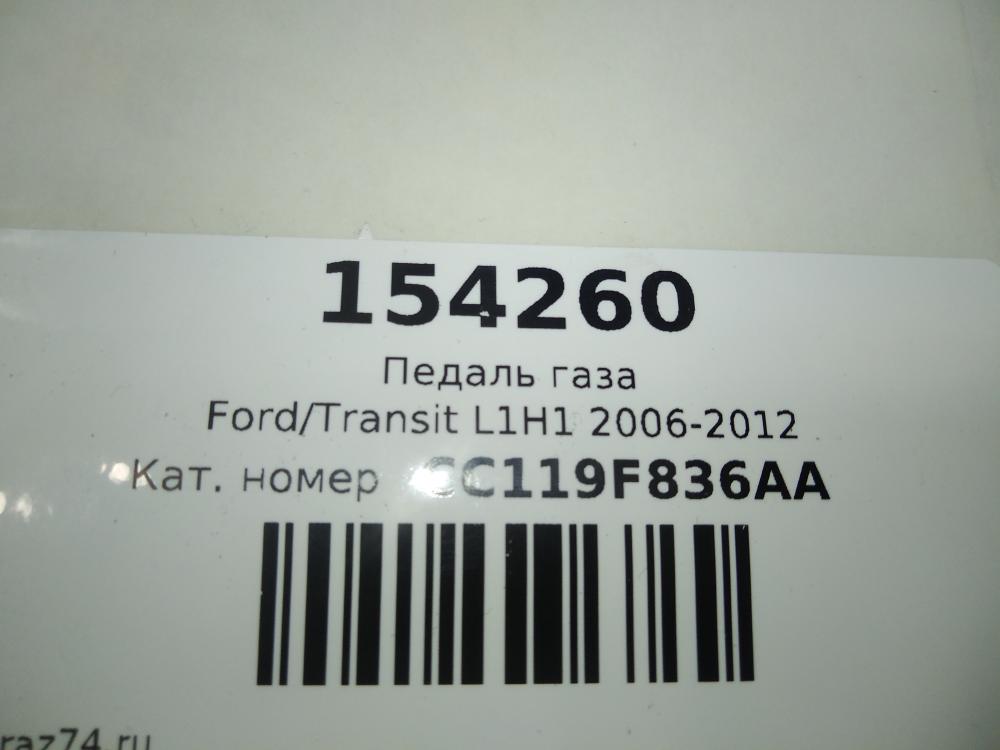 154260
Педаль газа
Ford/Transit L1H1 2006-2012
Кат. номер